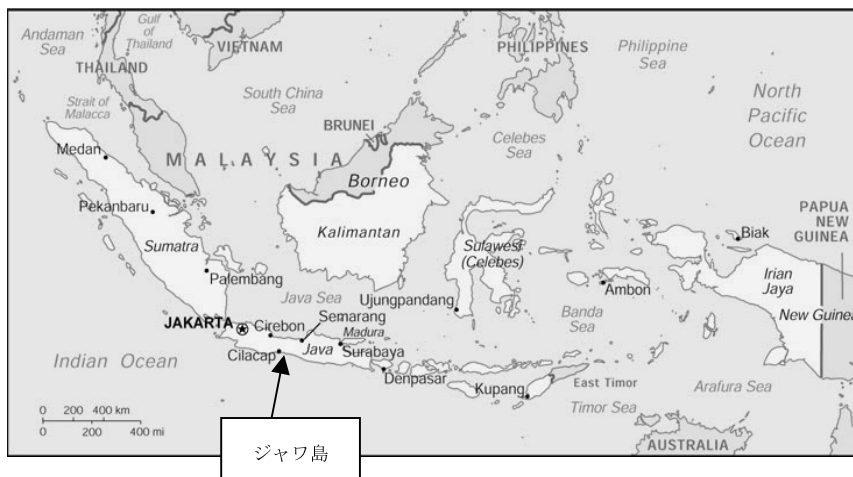 Andaman
Sea
Gulf
of
Thailand
VIETNAM
THAILAND
PHILIPPINES
Philippine
Sea
South China
Sea
Strait of
Malacca
North
Pacific
Ocean
BRUNEI
Celebes
Sea
MALAYSIA
Medan
Borneo
Pekanbaru
Kalimantan
Sumatra
Sulawesi
(Celebes)
Biak
PAPUA
NEW
GUINEA
Palembang
Irian
Jaya
Ambon
New Guinea
Java Sea
Ujungpandang
Semarang
Banda
Sea
JAKARTA
Cirebon
Madura
Java
Surabaya
Cilacap
Indian Ocean
Denpasar
Kupang
East Timor
Timor Sea
Arafura Sea
0 200 400 km
0 200 400 mi
AUSTRALIA
ジャワ島